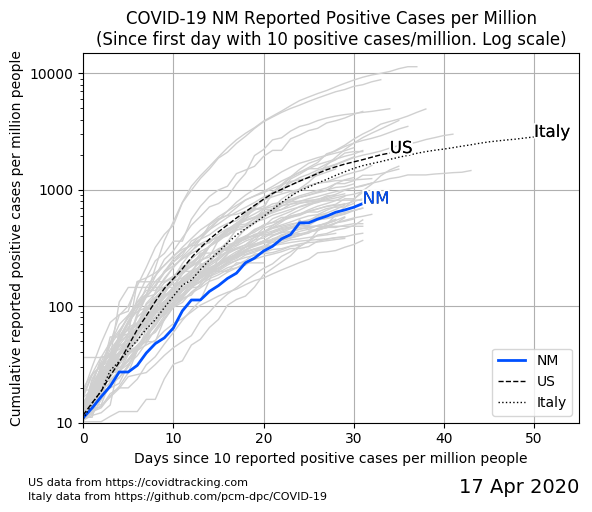 COVID-19 NM Reported Positive Cases per Million
(Since first day with 10 positive cases/million. Log scale)
Cumulative reported positive cases per million people
10000
1000
100
10
Italy
US
NM
NM
US
Italy
0
10
20
30
40
50
Days since 10 reported positive cases per million people
US data from https://covidtracking.com
Italy data from https://github.com/pcm-dpc/COVID-19
17 Apr 2020